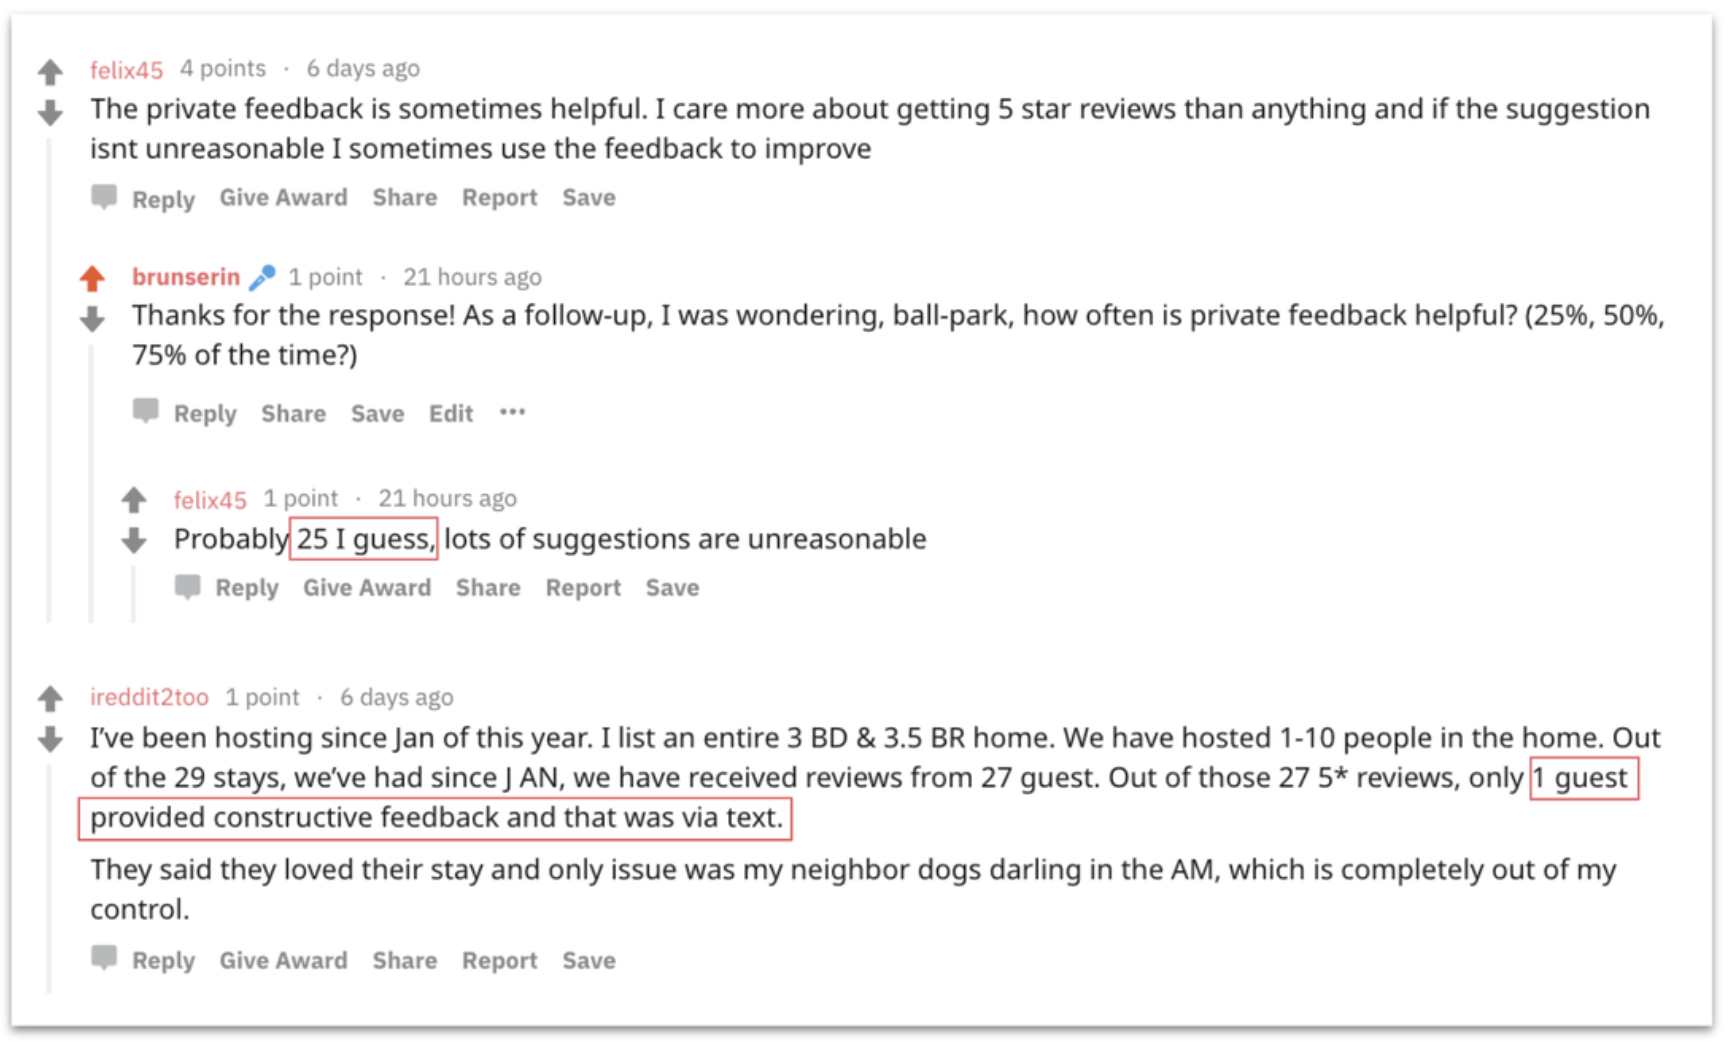 felix45 4 points · 6 days ago
The private feedback is sometimes helpful. I care more about getting 5 star reviews than anything and if the suggestion
isnt unreasonable I sometimes use the feedback to improve
Reply Give Award Share Report Save
brunserin 1 point · 21 hours ago
Thanks for the response! As a follow-up, I was wondering, ball-park, how often is private feedback helpful? (25%, 50%,
75% of the time?)
Reply Share Save Edit ···
felix45 1 point · 21 hours ago
Probably 25 I guess, lots of suggestions are unreasonable
Reply Give Award Share Report Save
ireddit2too 1 point · 6 days ago
I've been hosting since Jan of this year. I list an entire 3 BD & 3.5 BR home. We have hosted 1-10 people in the home. Out
of the 29 stays, we've had since J AN, we have received reviews from 27 guest. Out of those 27 5* reviews, only 1 guest
provided constructive feedback and that was via text.
They said they loved their stay and only issue was my neighbor dogs darling in the AM, which is completely out of my
control.
Reply Give Award Share Report Save